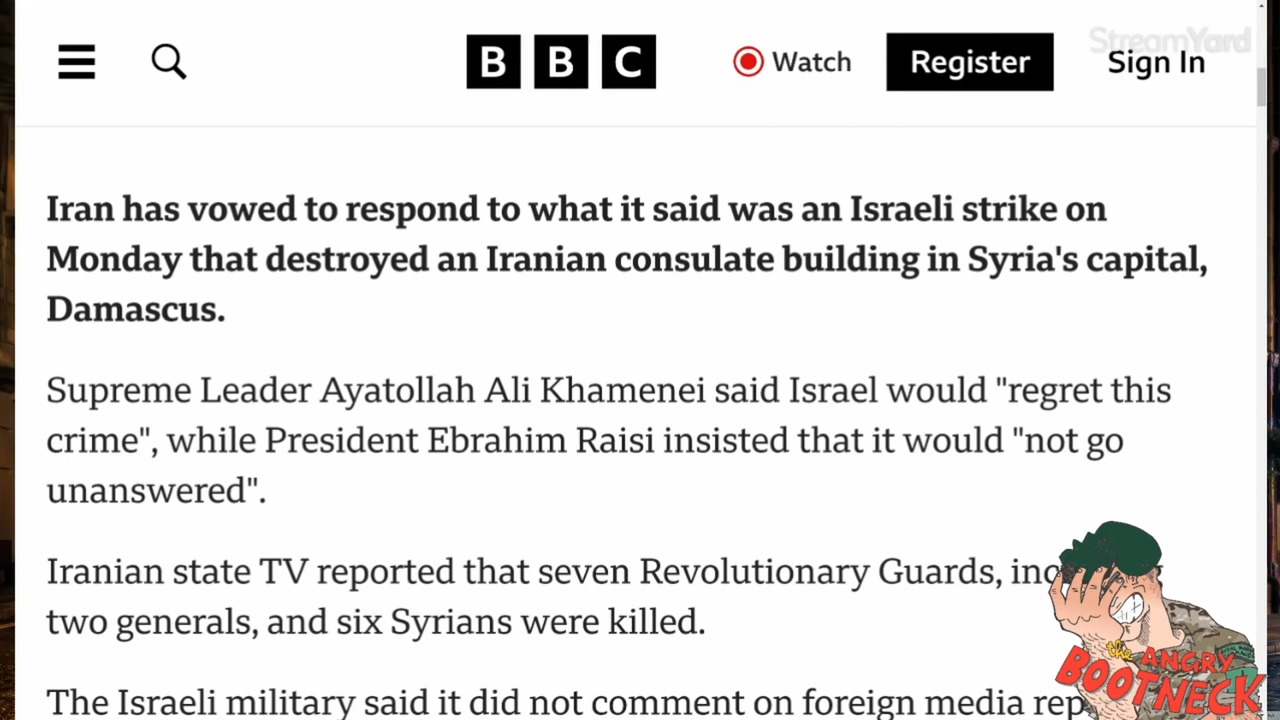 StreamYard
BBC
Watch
Register
Sign In
Iran has vowed to respond to what it said was an Israeli strike on
Monday that destroyed an Iranian consulate building in Syria's capital,
Damascus.
Supreme Leader Ayatollah Ali Khamenei said Israel would "regret this
crime", while President Ebrahim Raisi insisted that it would "not go
unanswered".
Iranian state TV reported that seven Revolutionary Guards,
two generals, and six Syrians were killed.
The Israeli military said it did not comment on foreign media
the ANGRY
BOOTNECK